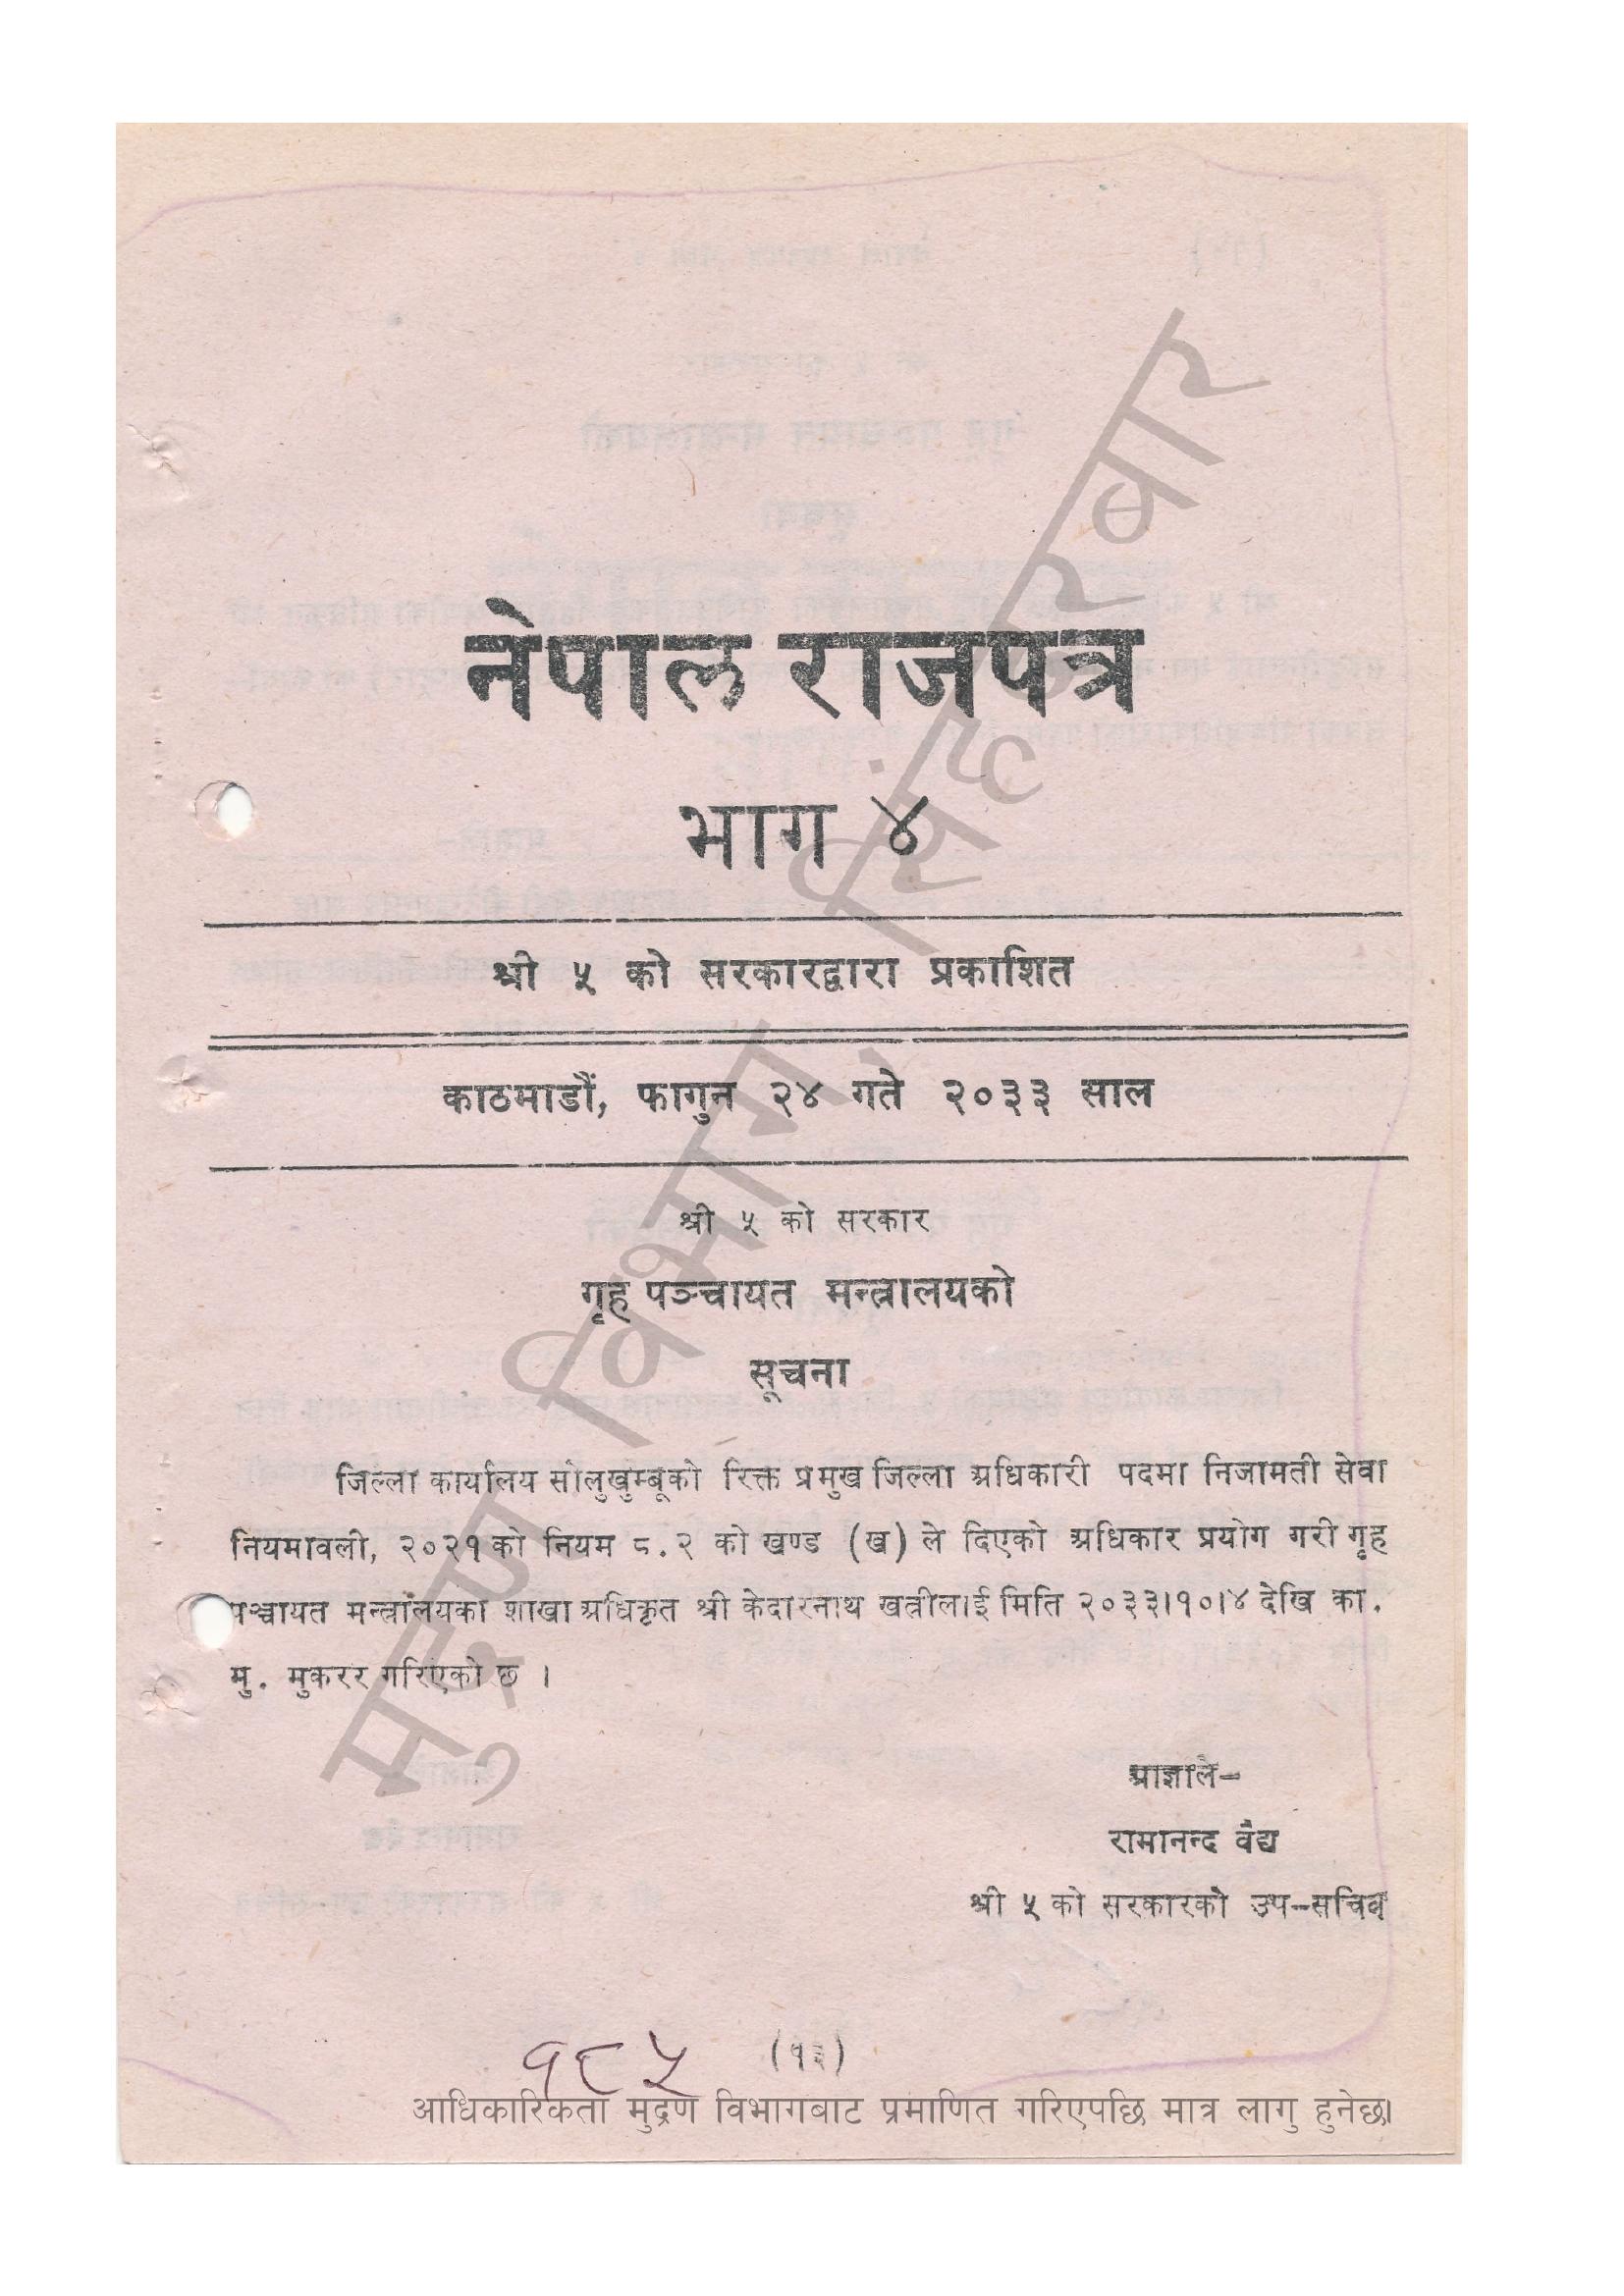 नेपाल राजपत्र
भाग ४
श्री ५ को सरकारद्वारा प्रकाशित
काठमाडौं, फागुन २४ गते २०३३ साल
श्री ५ को सरकार
गृह पञ्चायत मन्त्रालयको
सूचना
जिल्ला कार्यालय सोलुखुम्बूको रिक्त प्रमुख जिल्ला अधिकारी पदमा निजामती सेवा
नियमावली, २०२१ को नियम ८.२ को खण्ड (ख) ले दिएको अधिकार प्रयोग गरी गृह
पञ्चायत मन्त्रालयका शाखा अधिकृत श्री केदारनाथ खत्रीलाई मिति २०३३।१०।४ देखि का.
मु. मुकरर गरिएको छ ।
आज्ञाले–
रामानन्द वैद्य
श्री ५ को सरकारको उप–सचिव
१८५ (१३)
आधिकारिकता मुद्रण विभागबाट प्रमाणित गरिएपछि मात्र लागु हुनेछ।
मुद्रण विभाग, सिंहदरबार